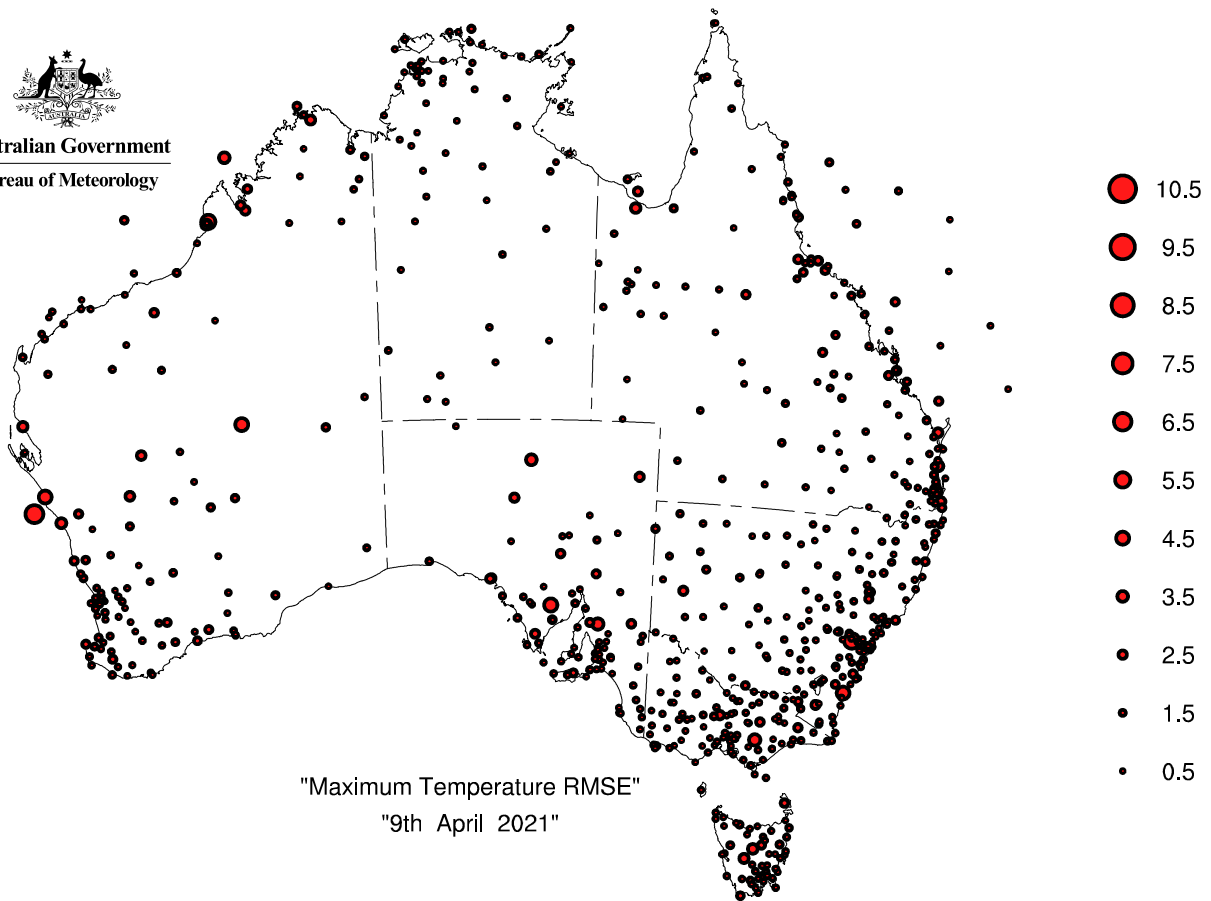 AUSTRALIA
tralian Government
reau of Meteorology
10.5
9.5
8.5
7.5
6.5
5.5
4.5
3.5
2.5
1.5
0.5
"Maximum Temperature RMSE"
"9th April 2021"